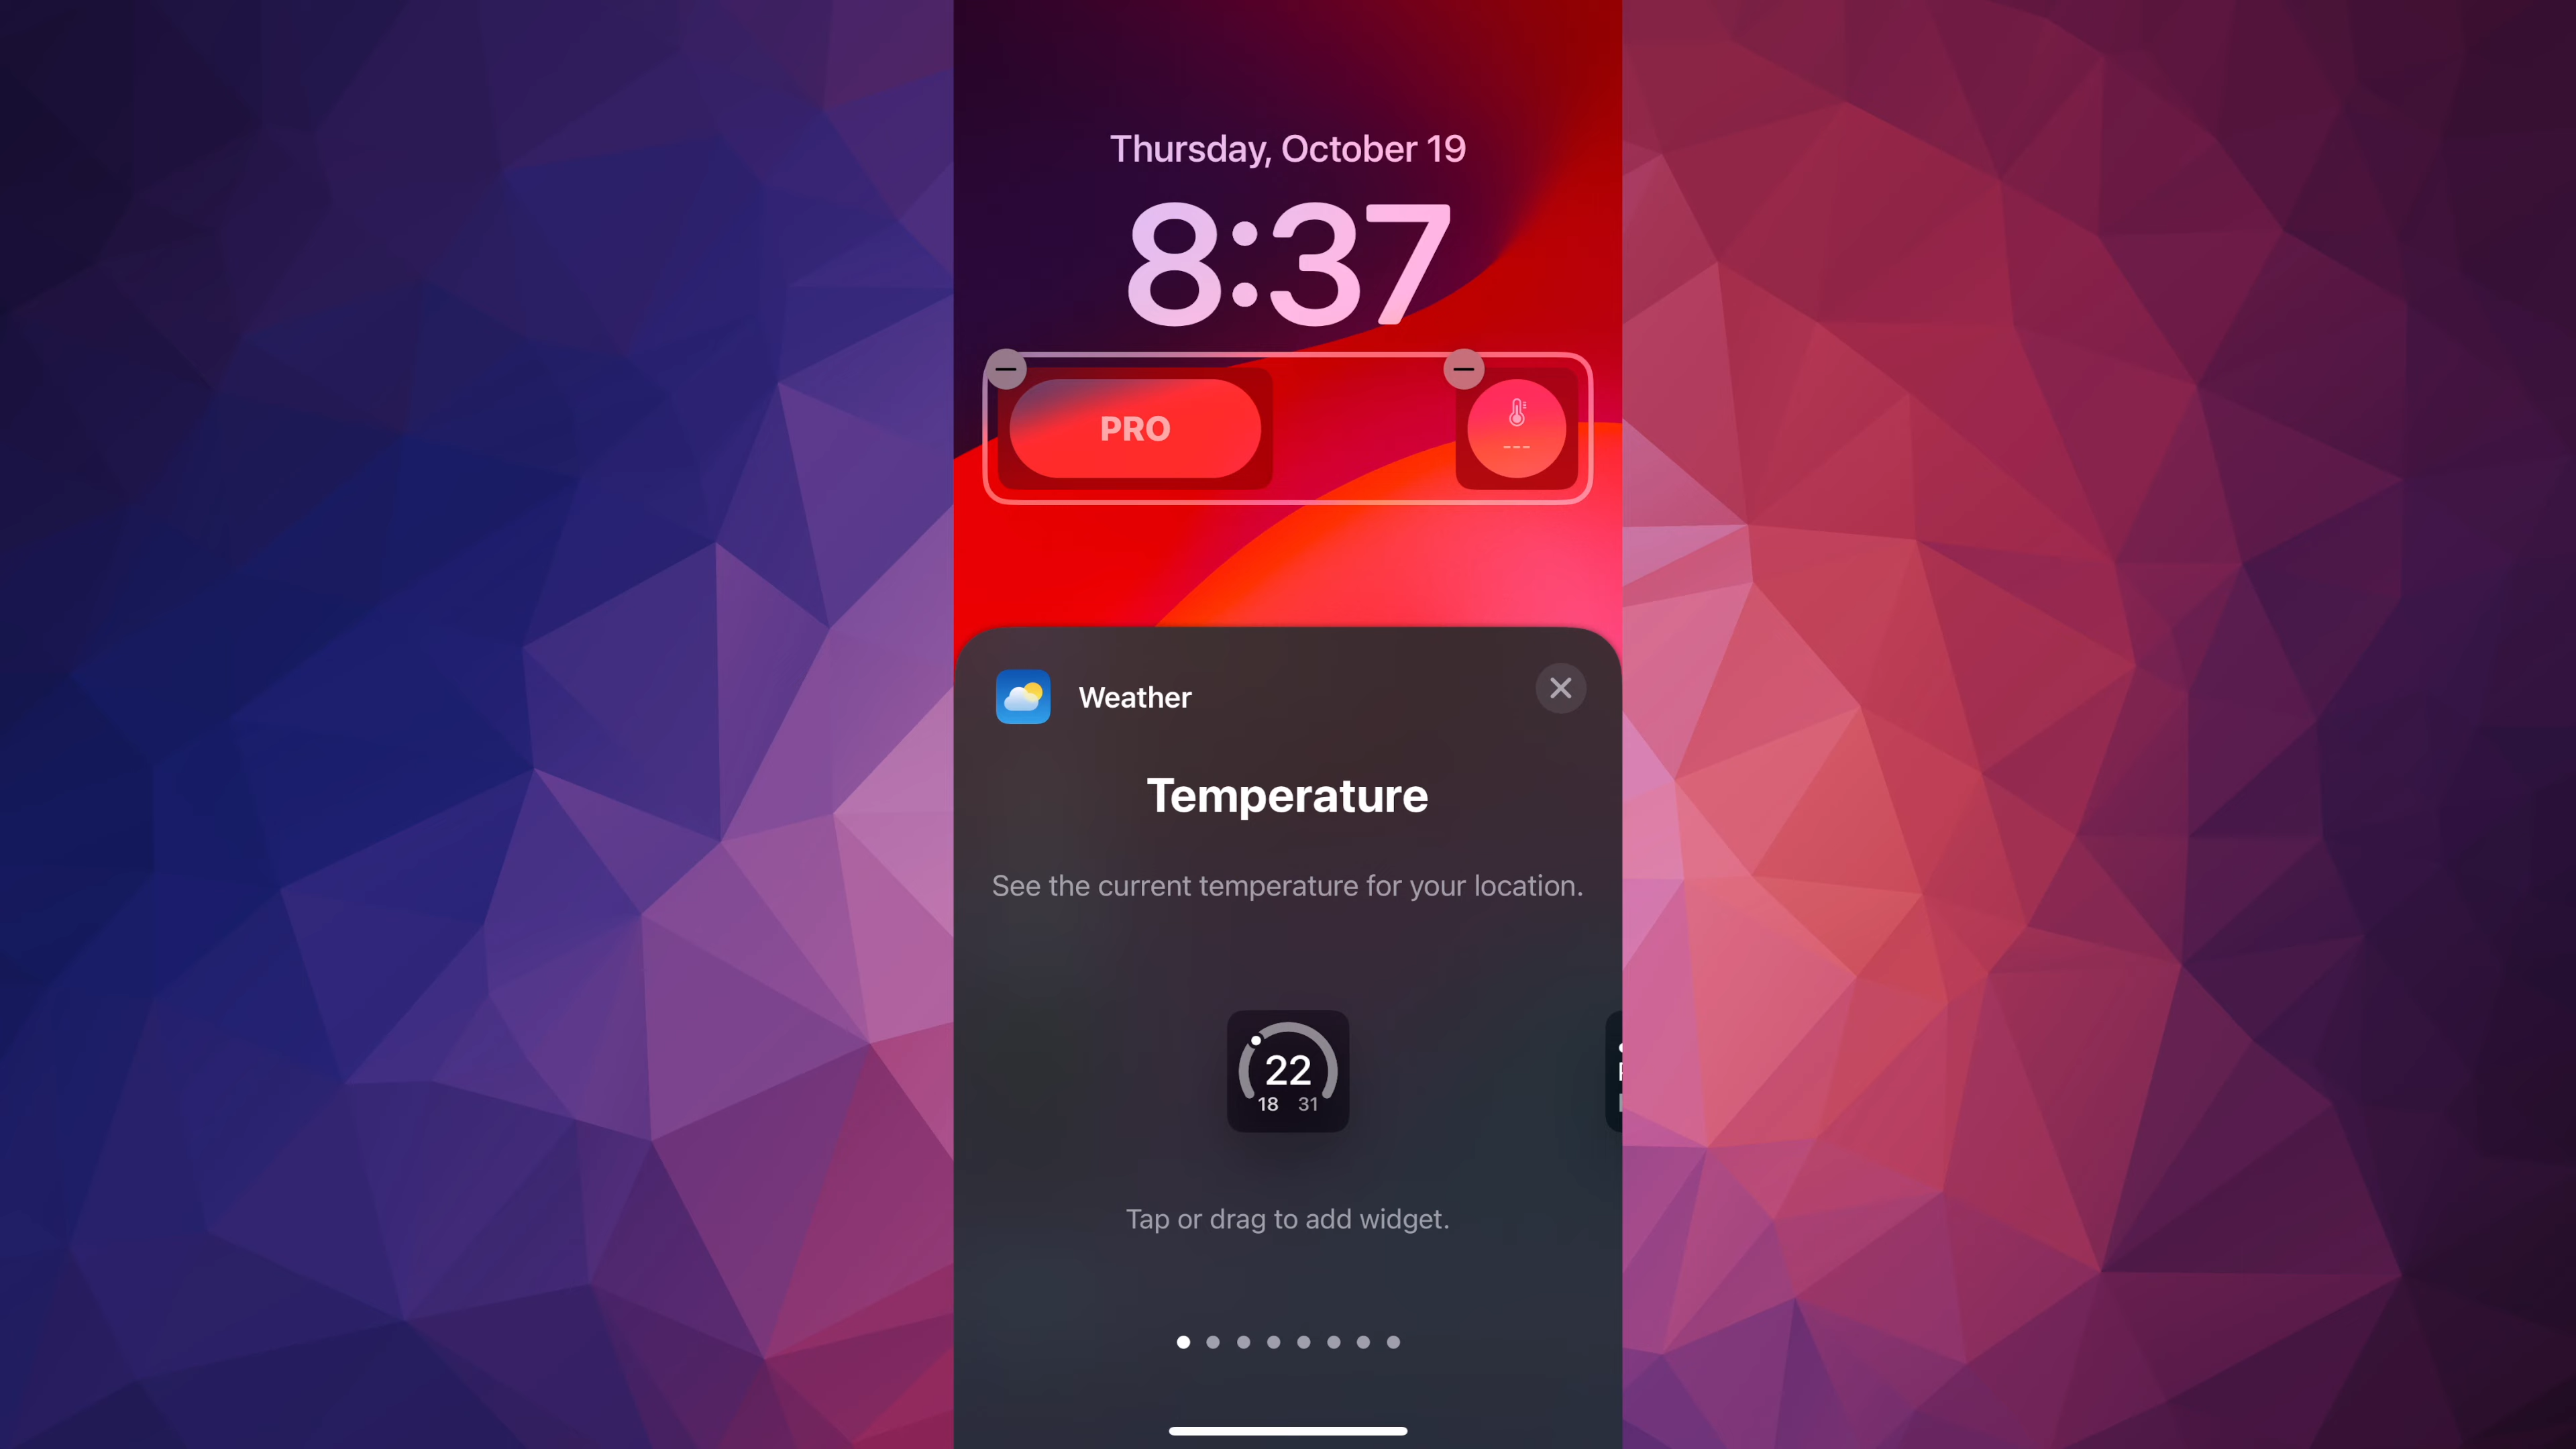 Thursday, October 19
8:37
PRO
---
Weather
Temperature
See the current temperature for your location.
22
18 31
Tap or drag to add widget.